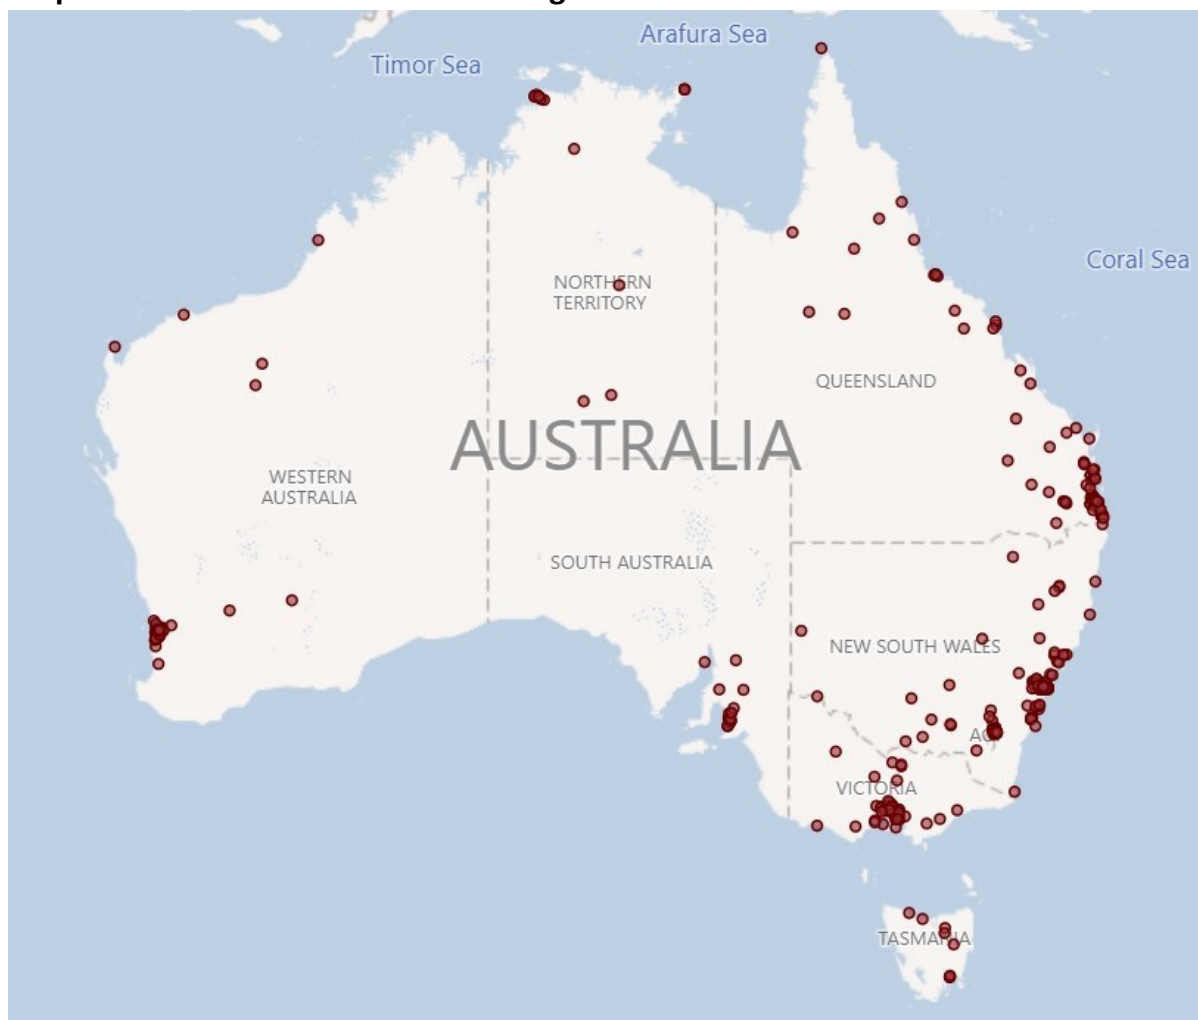 Arafura Sea
Timor Sea
Coral Sea
NORTHERN
TERRITORY
QUEENSLAND
AUSTRALIA
WESTERN
AUSTRALIA
SOUTH AUSTRALIA
NEW SOUTH WALES
VICTORIA
TASMANIA